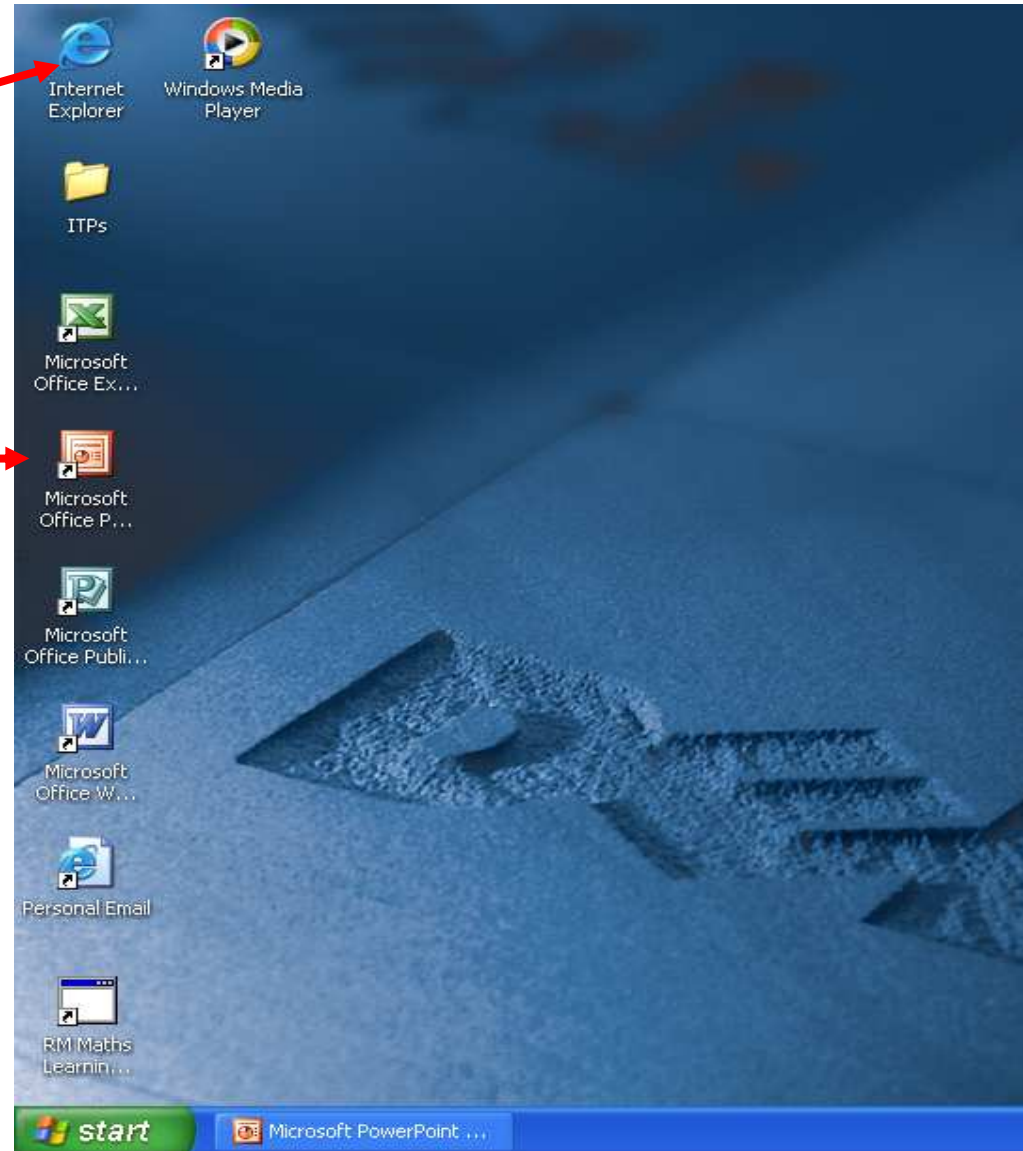 Internet
Explorer
Windows Media
Player
ITPs
Microsoft
Office Ex...
Microsoft
Office P...
Microsoft
Office Publi...
Microsoft
Office W...
Personal Email
RM Maths
Learnin...
start
Microsoft PowerPoint ...